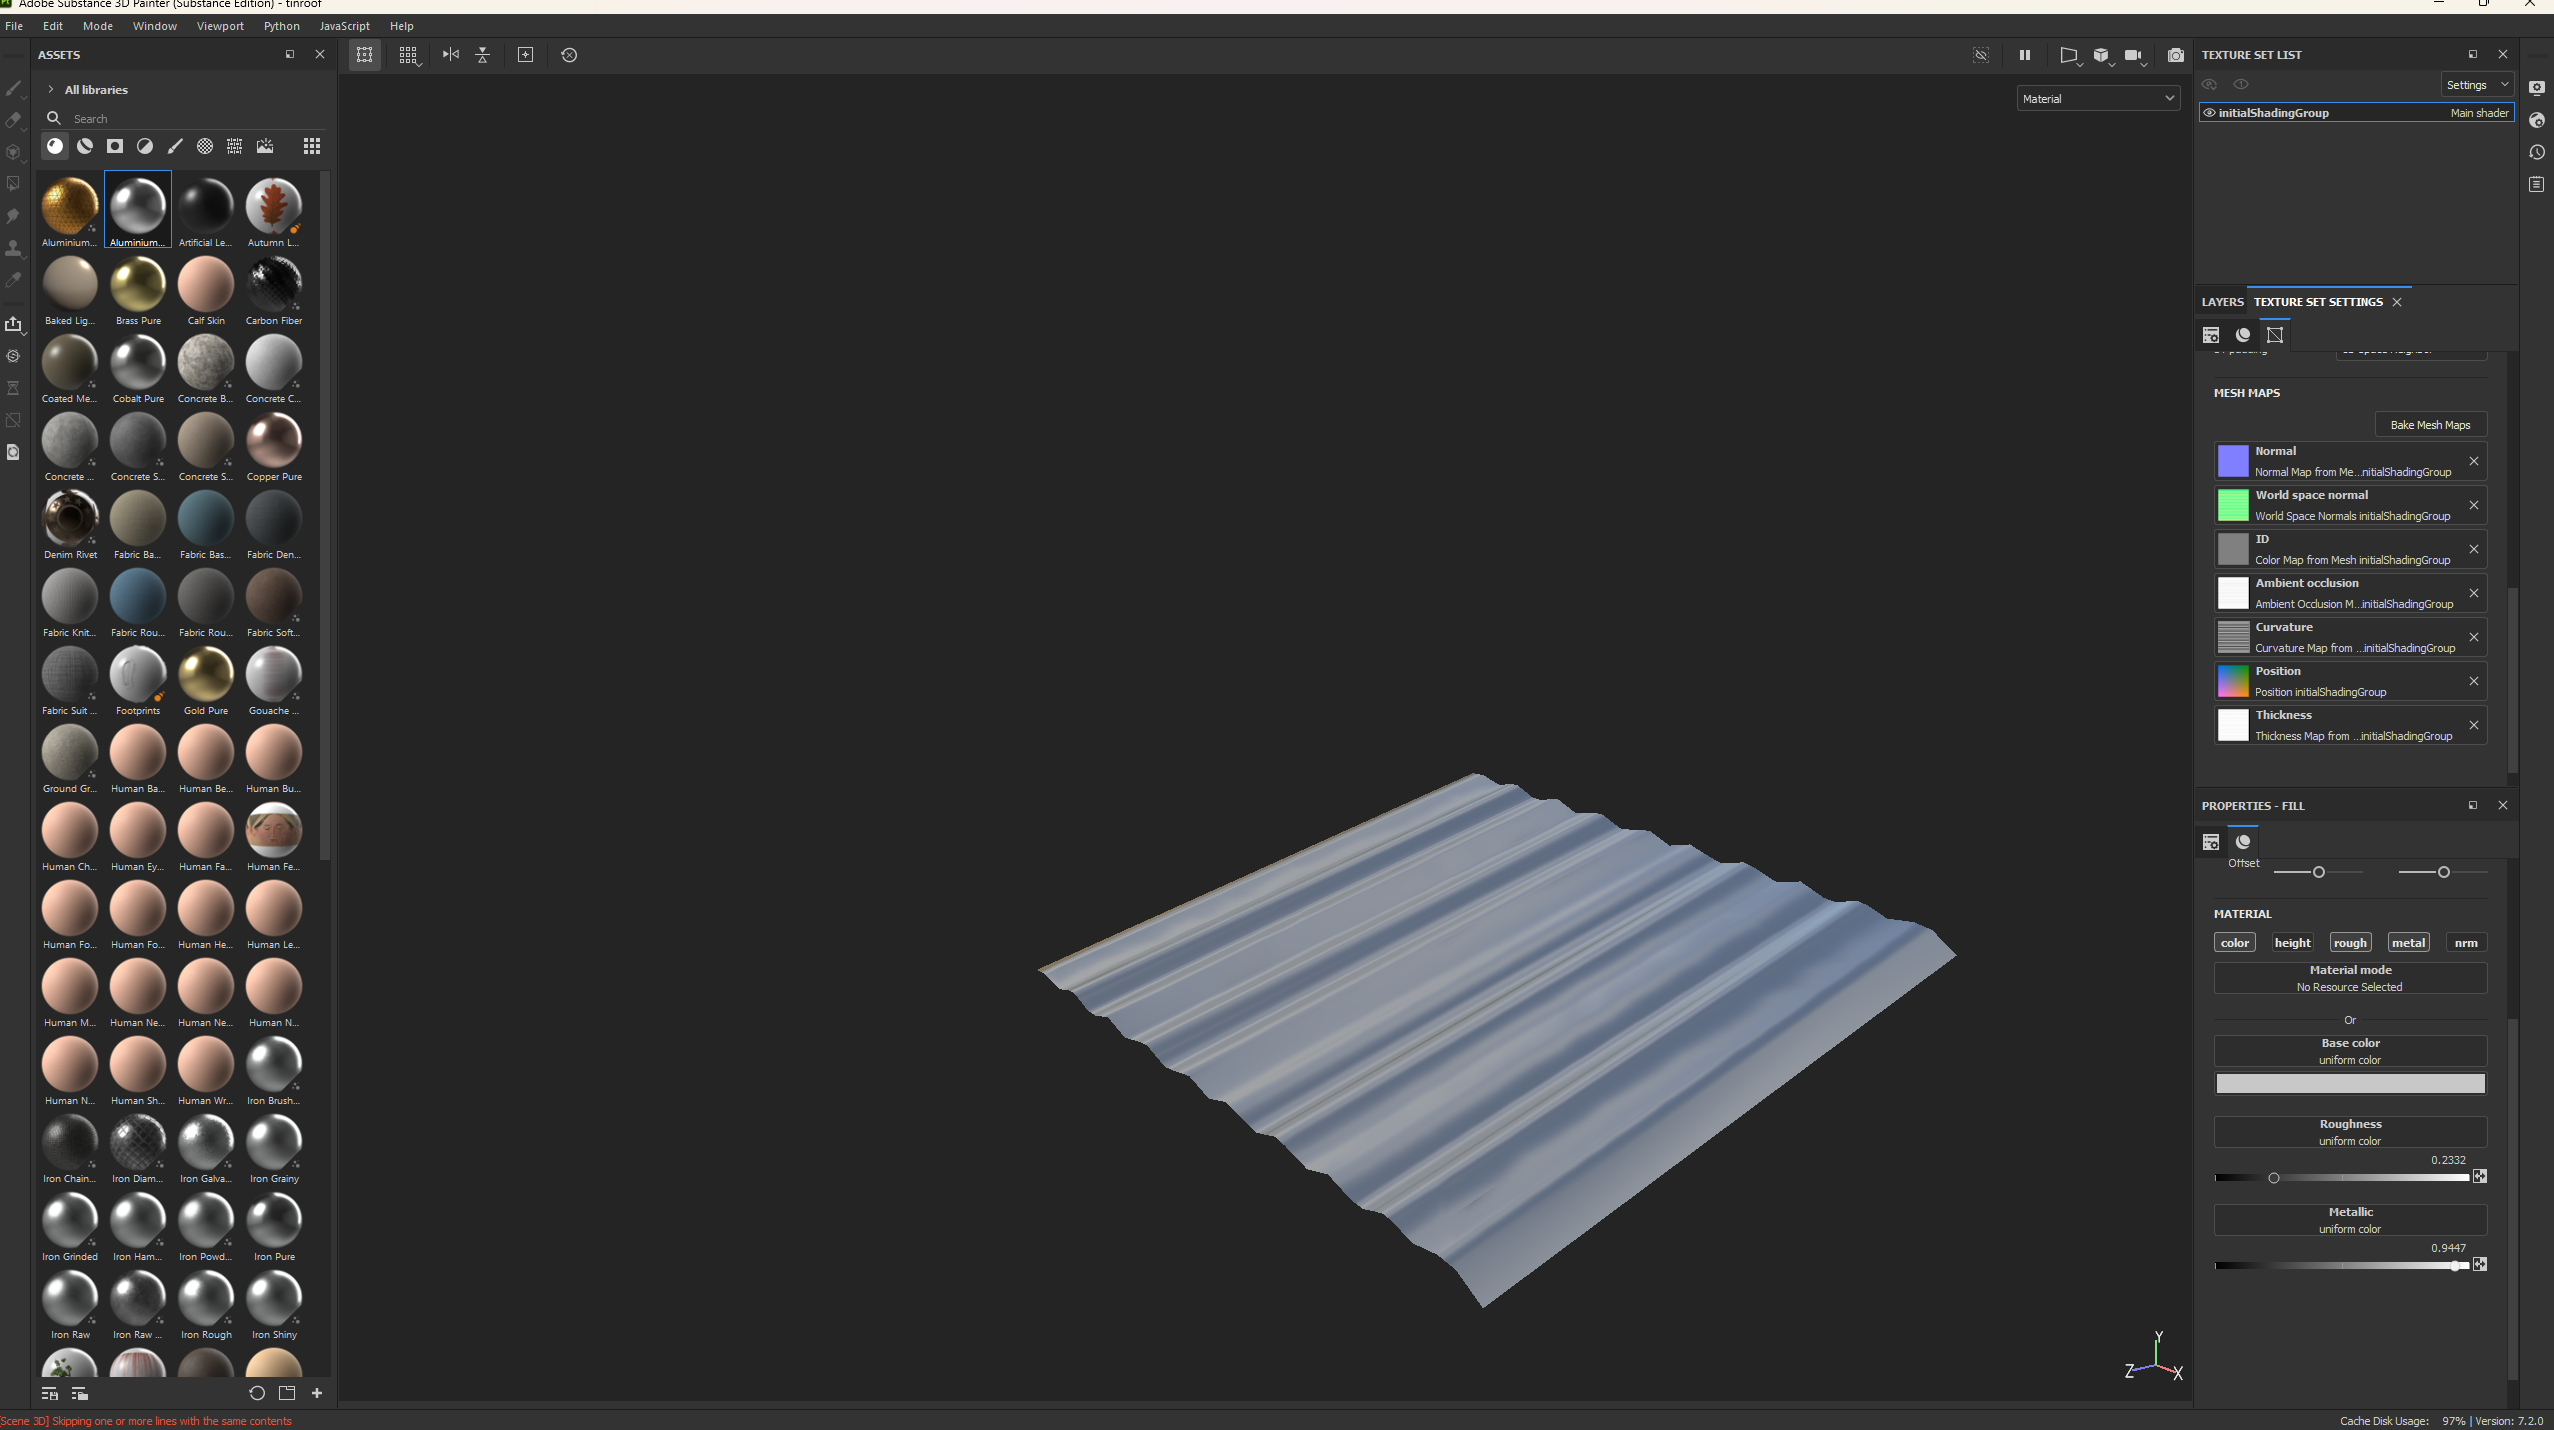 Adobe Substance 3D Painter (Substance Edition) - tinroof
File Edit Mode Window Viewport Python JavaScript Help
ASSETS
All libraries
Search
Aluminium... Aluminium... Artificial Le... Autumn L...
Baked Lig... Brass Pure Calf Skin Carbon Fiber
Coated Me... Cobalt Pure Concrete B... Concrete C...
Concrete ... Concrete S... Concrete S... Copper Pure
Denim Rivet Fabric Ba... Fabric Bas... Fabric Den...
Fabric Knit... Fabric Rou... Fabric Rou... Fabric Soft...
Fabric Suit ... Footprints Gold Pure Gouache ...
Ground Gr... Human Ba... Human Be... Human Bu...
Human Ch... Human Ey... Human Fa... Human Fe...
Human Fo... Human Fo... Human He... Human Le...
Human M... Human Ne... Human Ne... Human N...
Human N... Human Sh... Human Wr... Iron Brush...
Iron Chain... Iron Diam... Iron Galva... Iron Grainy
Iron Grinded Iron Ham... Iron Powd... Iron Pure
Iron Raw Iron Raw ... Iron Rough Iron Shiny
Material
Y
Z X
TEXTURE SET LIST
Settings
initialShadingGroup Main shader
LAYERS TEXTURE SET SETTINGS
MESH MAPS
Bake Mesh Maps
Normal
Normal Map from Me...nitialShadingGroup
World space normal
World Space Normals initialShadingGroup
ID
Color Map from Mesh initialShadingGroup
Ambient occlusion
Ambient Occlusion M...initialShadingGroup
Curvature
Curvature Map from ...initialShadingGroup
Position
Position initialShadingGroup
Thickness
Thickness Map from ...initialShadingGroup
PROPERTIES - FILL
Offset
MATERIAL
color height rough metal nrm
Material mode
No Resource Selected
Or
Base color
uniform color
Roughness
uniform color
0.2332
Metallic
uniform color
0.9447
[Scene 3D] Skipping one or more lines with the same contents
Cache Disk Usage: 97% | Version: 7.2.0